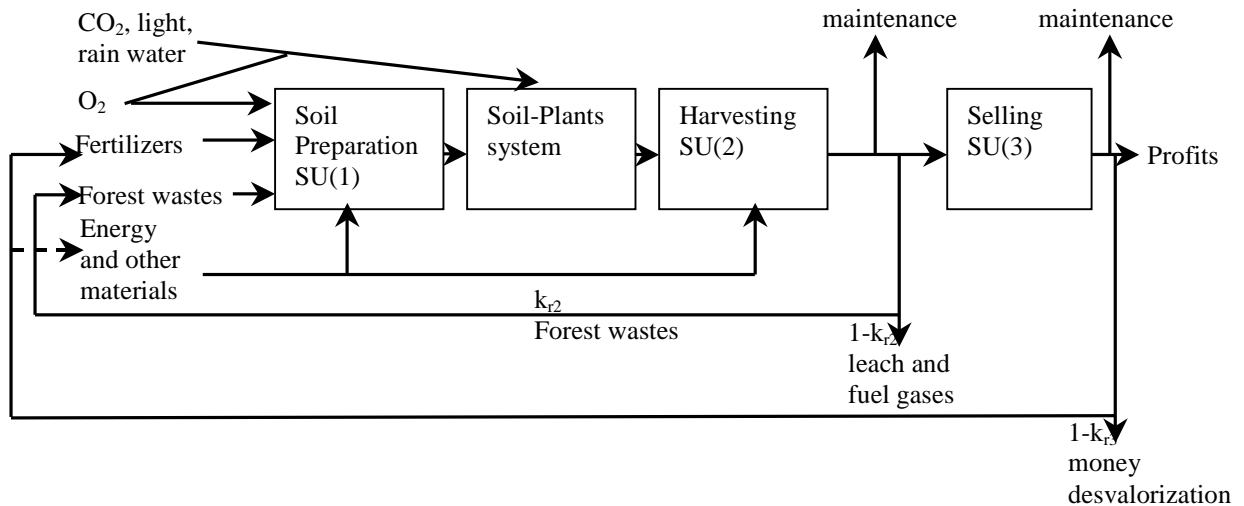 CO₂, light,
rain water
maintenance
maintenance
O₂
Soil
Preparation
SU(1)
Soil-Plants
system
Harvesting
SU(2)
Selling
SU(3)
Fertilizers
Profits
Forest wastes
Energy
and other
materials
kr2
Forest wastes
1-kr2
leach and
fuel gases
1-kr3
money
desvalorization